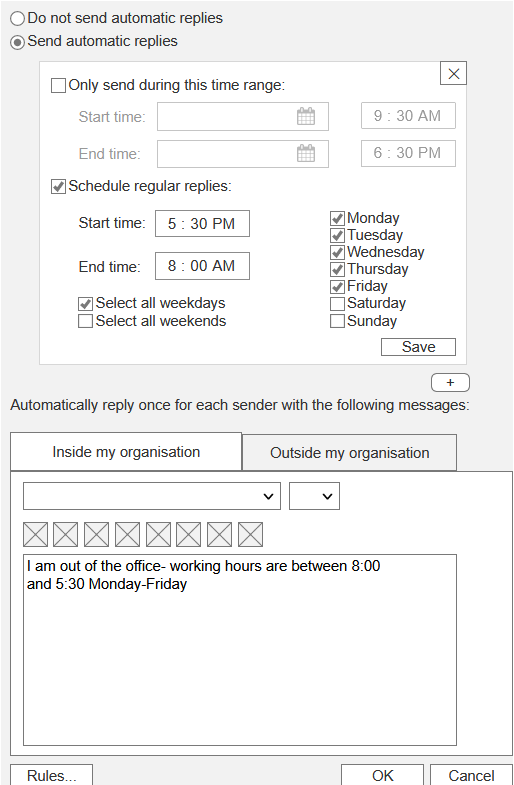 Do not send automatic replies
Send automatic replies
Only send during this time range:
Start time:
9 : 30 AM
End time:
6 : 30 PM
Schedule regular replies:
Start time: 5 : 30 PM
End time: 8 : 00 AM
Monday
Tuesday
Wednesday
Thursday
Friday
Saturday
Sunday
Select all weekdays
Select all weekends
Save
+
Automatically reply once for each sender with the following messages:
Inside my organisation
Outside my organisation
I am out of the office- working hours are between 8:00
and 5:30 Monday-Friday
Rules...
OK
Cancel